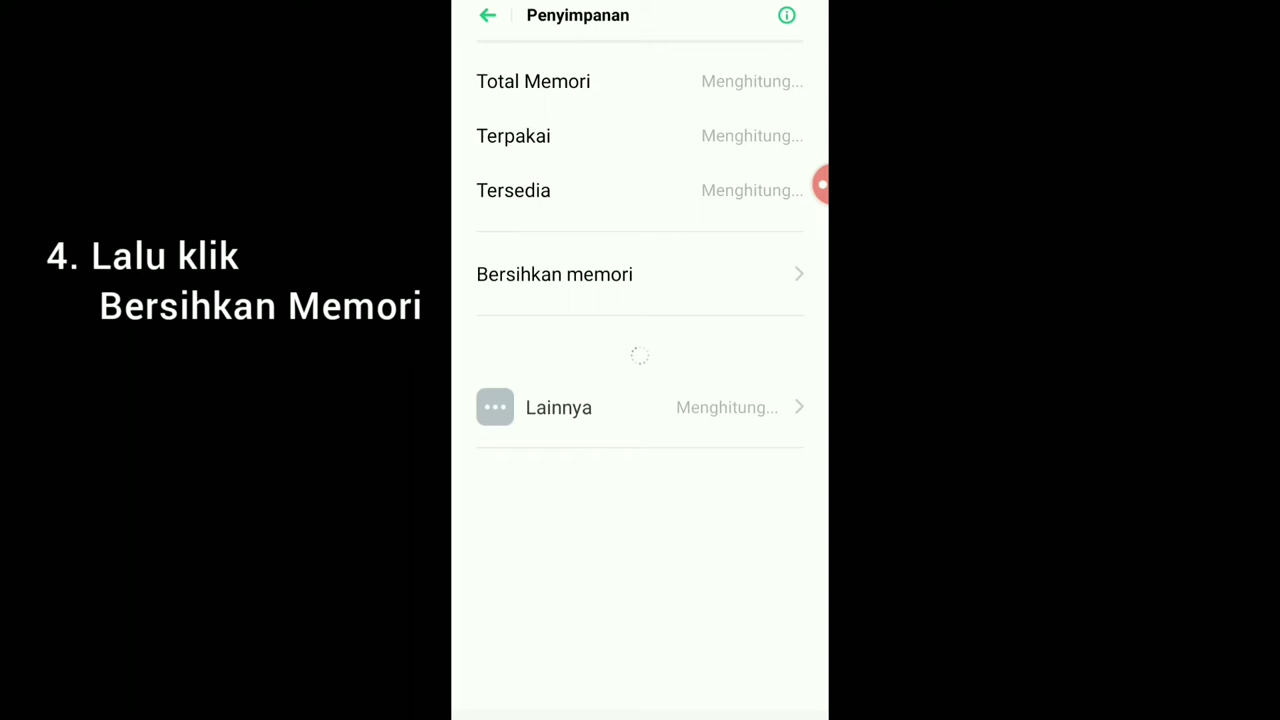 4. Lalu klik
Bersihkan Memori
Penyimpanan
Total Memori Menghitung...
Terpakai Menghitung...
Tersedia Menghitung...
Bersihkan memori
Lainnya Menghitung...